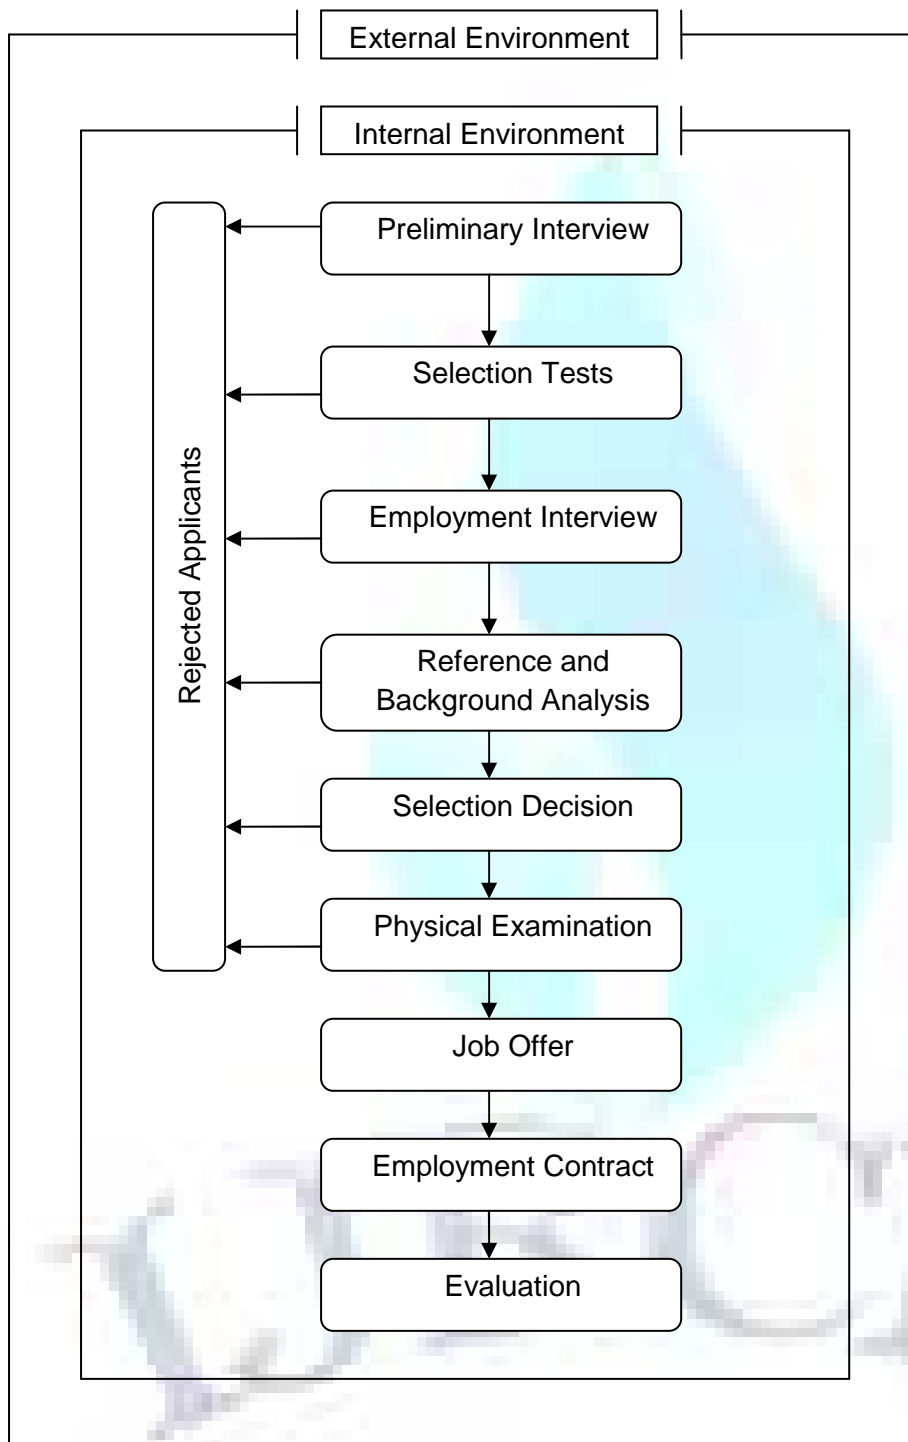 External Environment
Internal Environment
Preliminary Interview
Selection Tests
Employment Interview
Rejected Applicants
Reference and
Background Analysis
Selection Decision
Physical Examination
Job Offer
Employment Contract
Evaluation